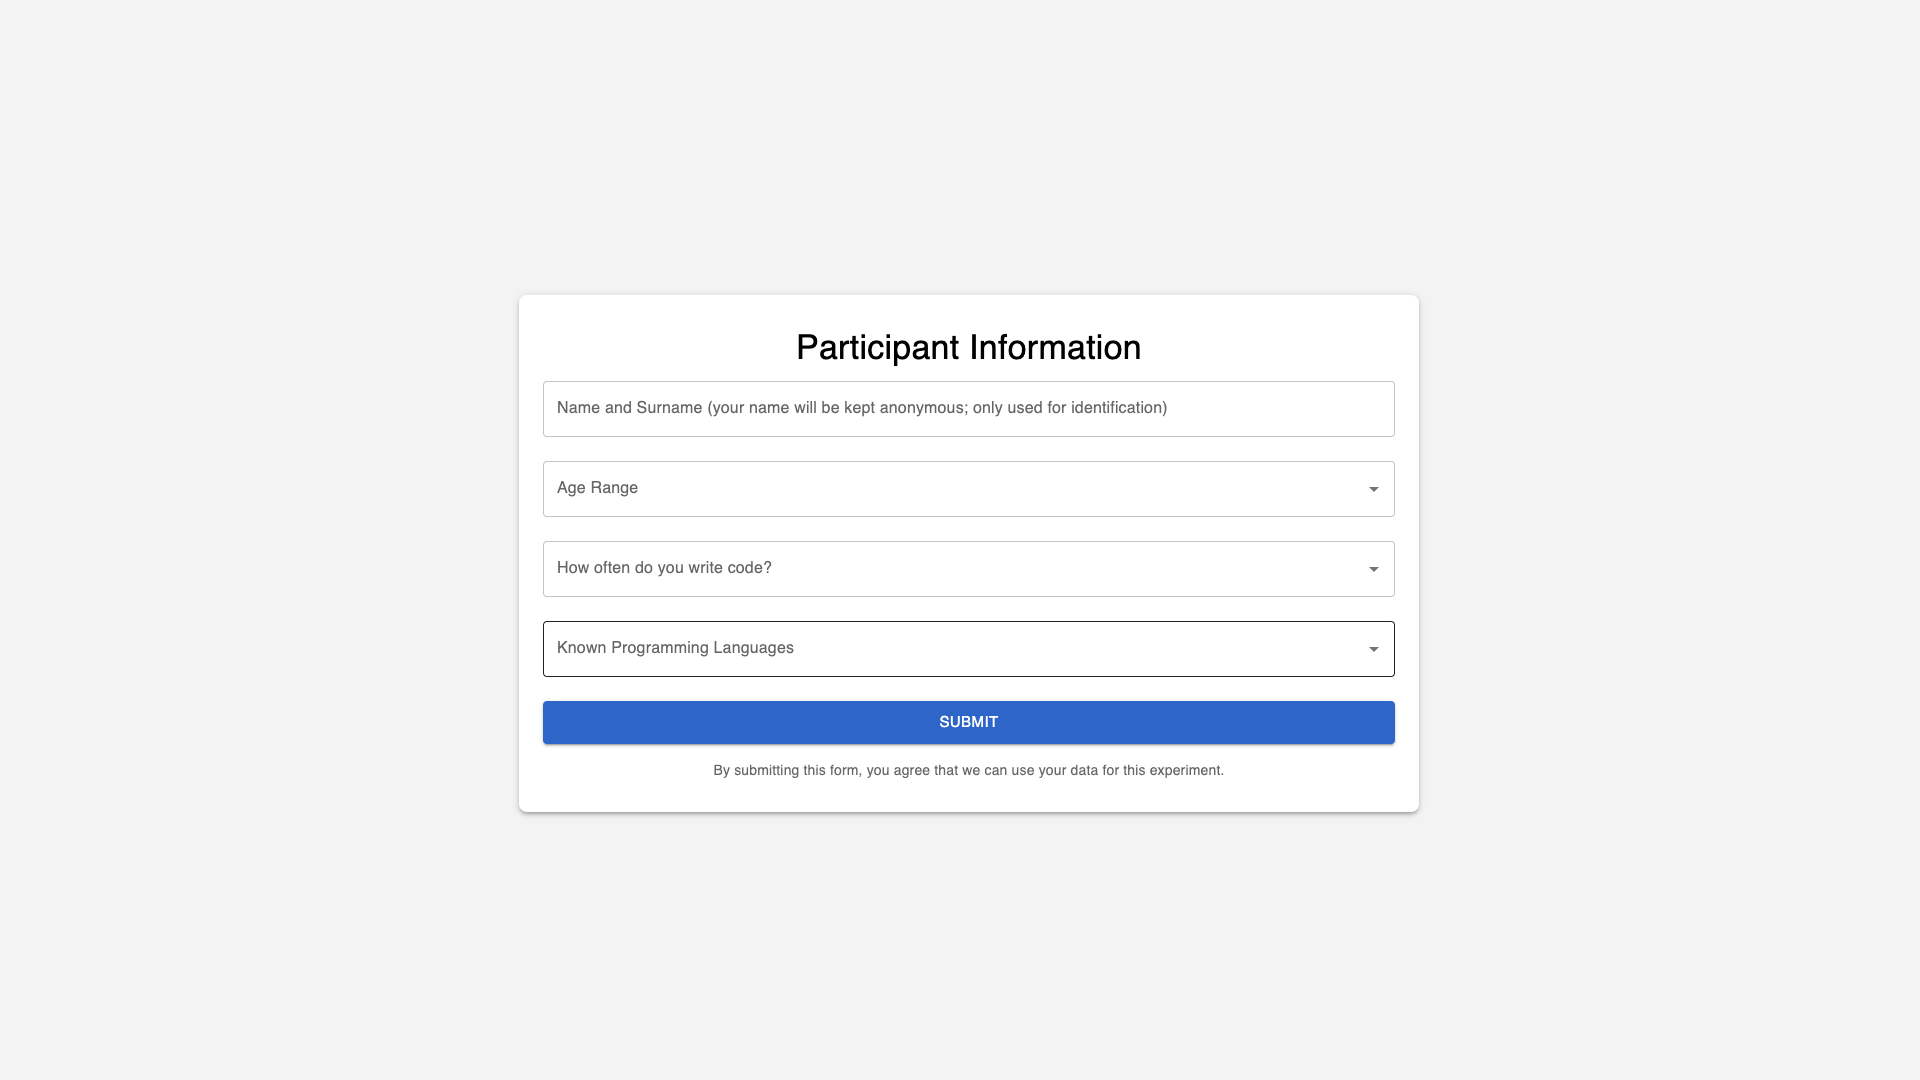 Participant Information
Name and Surname (your name will be kept anonymous; only used for identification)
Age Range
How often do you write code?
Known Programming Languages
SUBMIT
By submitting this form, you agree that we can use your data for this experiment.